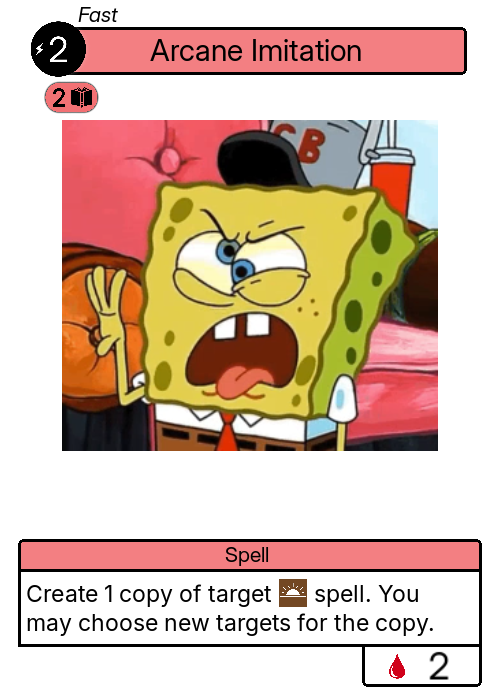 Fast
2
Arcane Imitation
2
CB
Spell
Create 1 copy of target spell. You
may choose new targets for the copy.
2